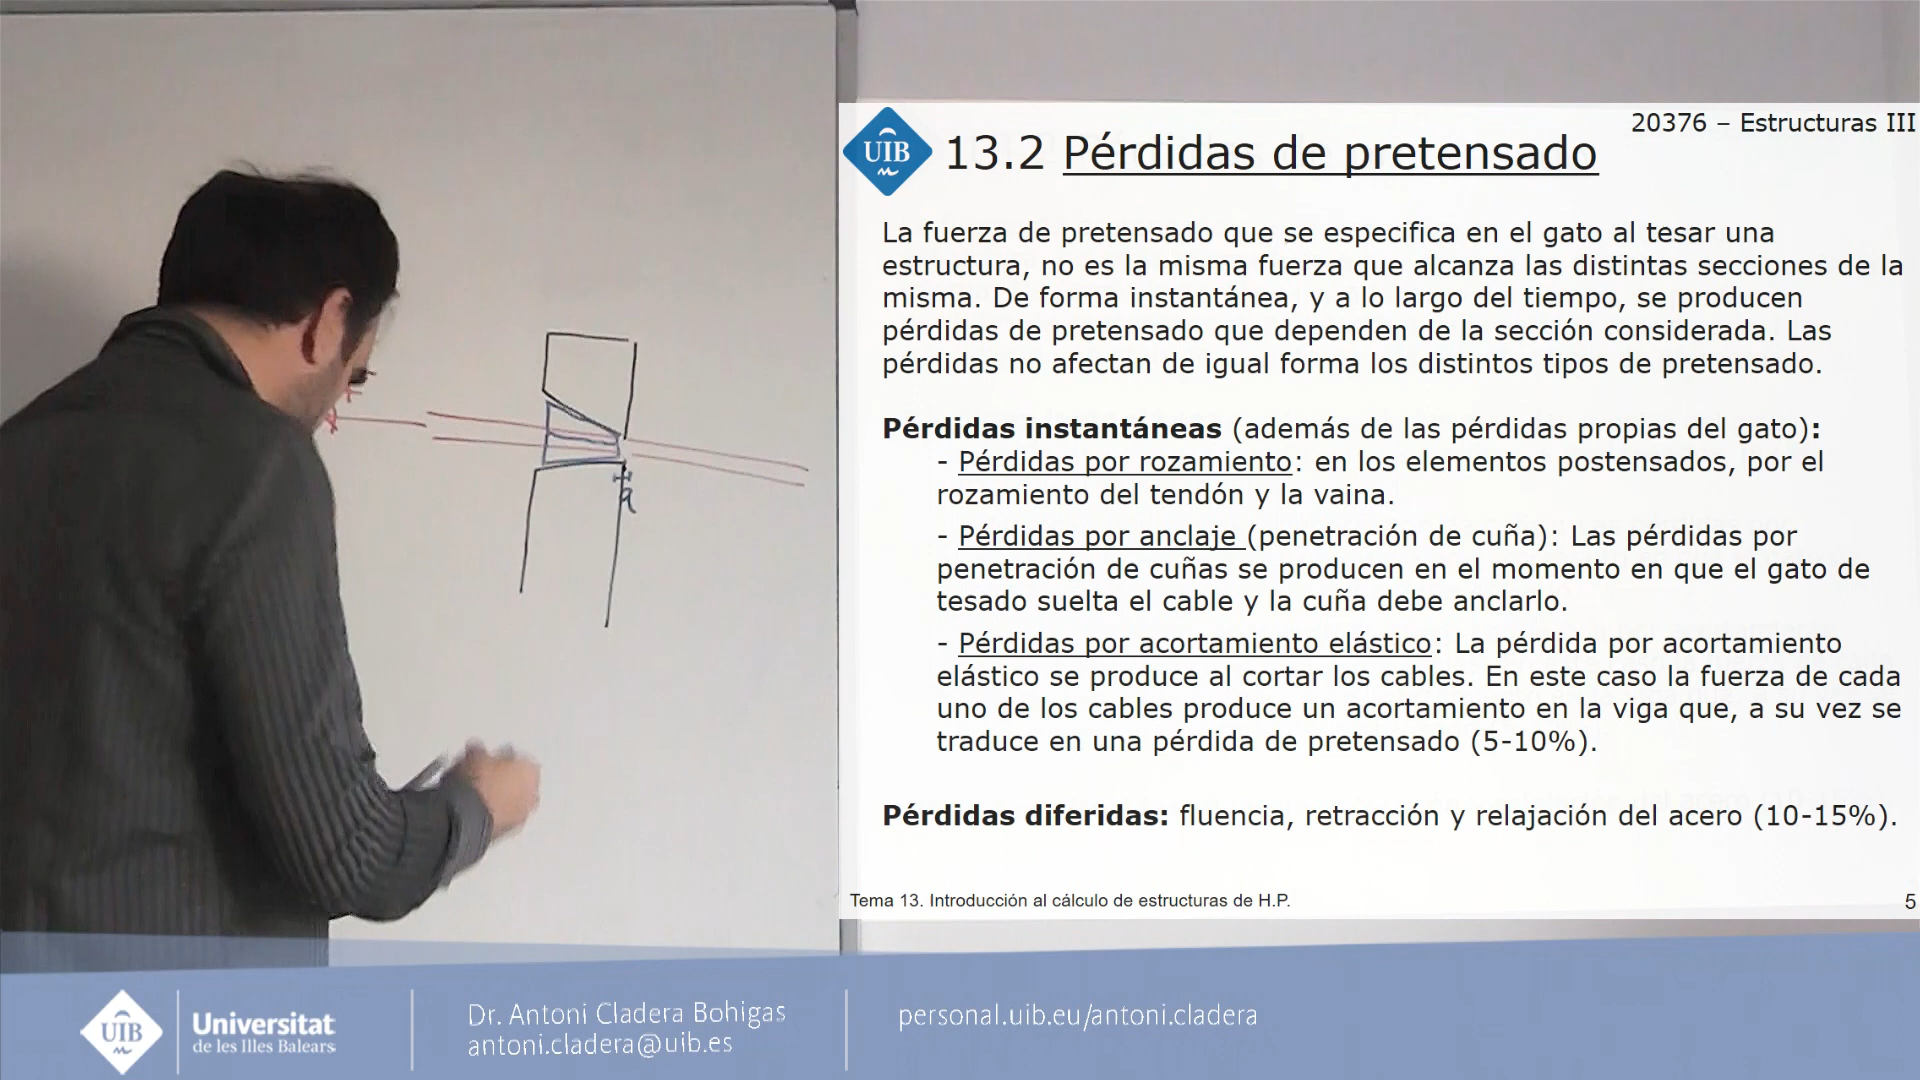 20376 – Estructuras III
UIB
13.2 Pérdidas de pretensado
La fuerza de pretensado que se especifica en el gato al tesar una
estructura, no es la misma fuerza que alcanza las distintas secciones de la
misma. De forma instantánea, y a lo largo del tiempo, se producen
pérdidas de pretensado que dependen de la sección considerada. Las
pérdidas no afectan de igual forma los distintos tipos de pretensado.
Pérdidas instantáneas (además de las pérdidas propias del gato):
- Pérdidas por rozamiento: en los elementos postensados, por el
rozamiento del tendón y la vaina.
- Pérdidas por anclaje (penetración de cuña): Las pérdidas por
penetración de cuñas se producen en el momento en que el gato de
tesado suelta el cable y la cuña debe anclarlo.
- Pérdidas por acortamiento elástico: La pérdida por acortamiento
elástico se produce al cortar los cables. En este caso la fuerza de cada
uno de los cables produce un acortamiento en la viga que, a su vez se
traduce en una pérdida de pretensado (5-10%).
Pérdidas diferidas: fluencia, retracción y relajación del acero (10-15%).
Tema 13. Introducción al cálculo de estructuras de H.P.
5
a
UIB
Universitat
de les Illes Balears
Dr. Antoni Cladera Bohigas
antoni.cladera@uib.es
personal.uib.eu/antoni.cladera